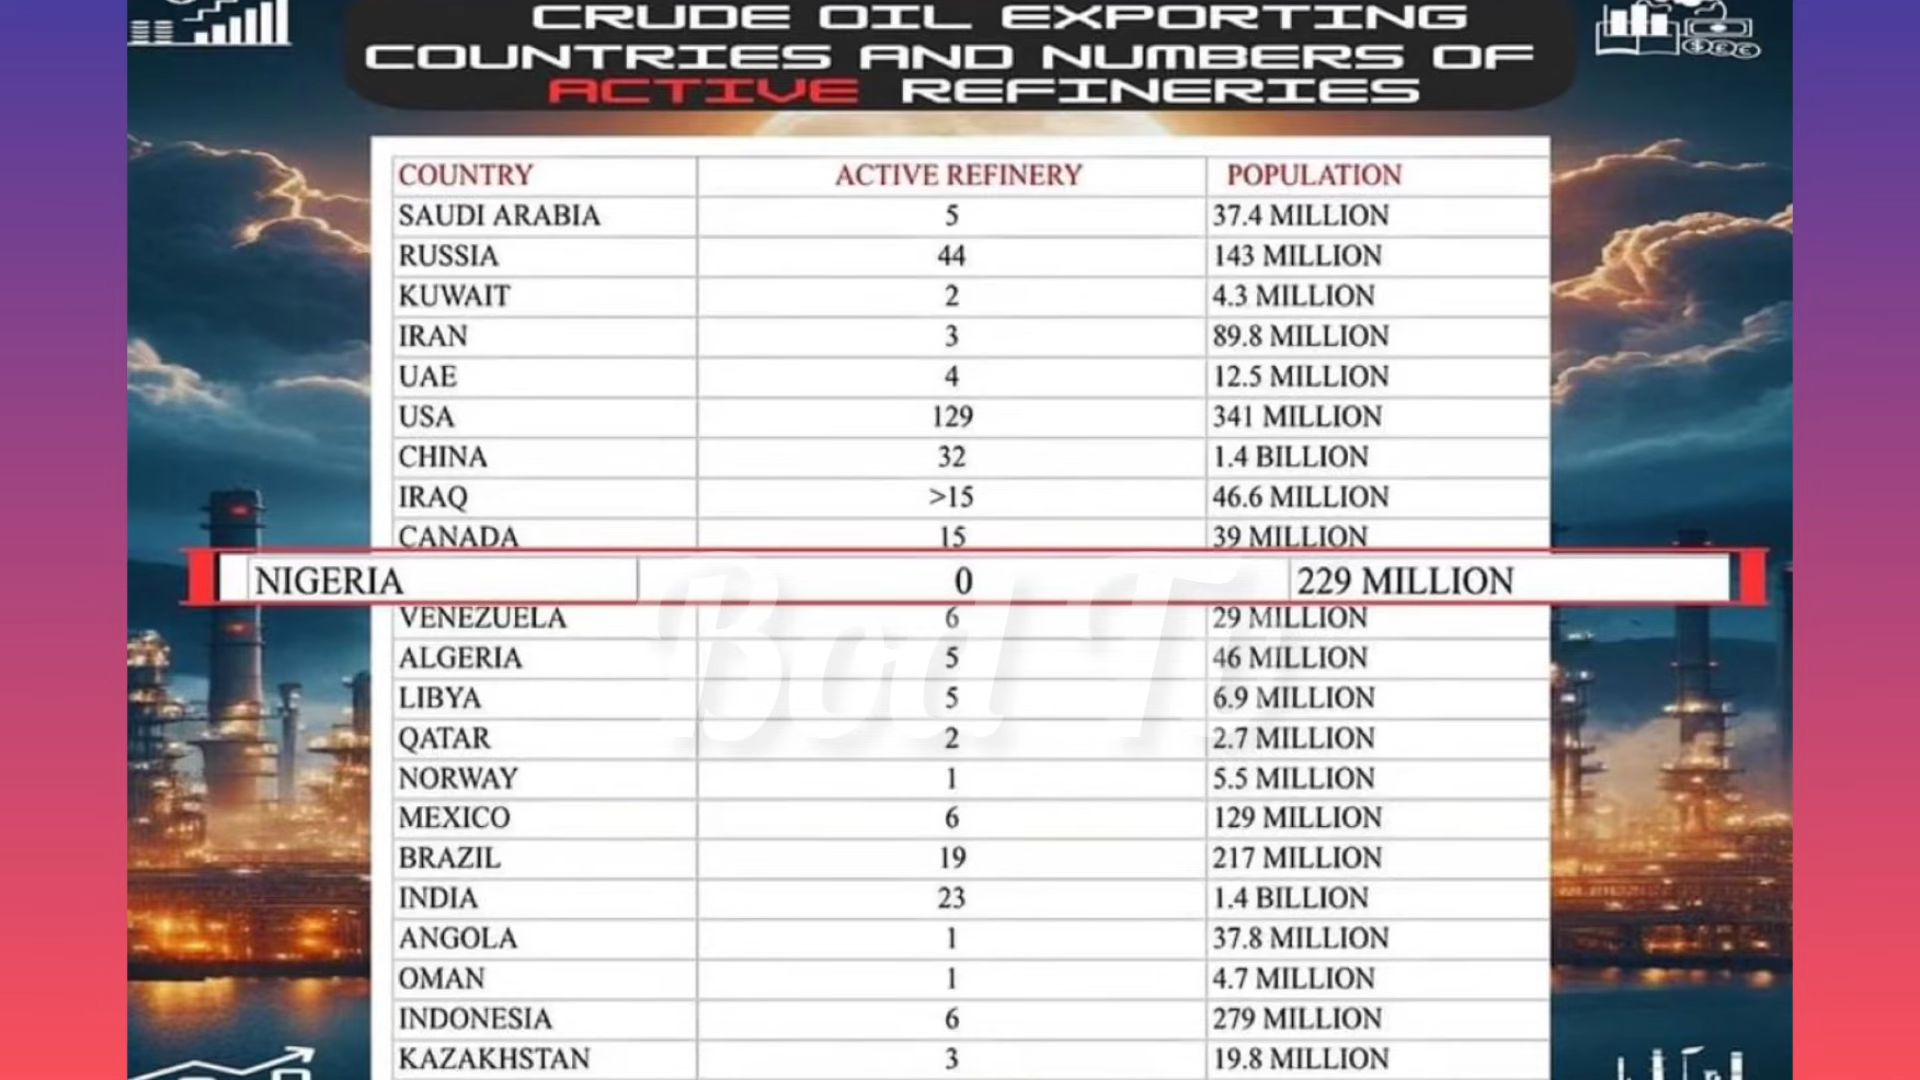 CRUDE OIL EXPORTING
COUNTRIES AND NUMBERS OF
ACTIVE REFINERIES
COUNTRY ACTIVE REFINERY POPULATION
SAUDI ARABIA 5 37.4 MILLION
RUSSIA 44 143 MILLION
KUWAIT 2 4.3 MILLION
IRAN 3 89.8 MILLION
UAE 4 12.5 MILLION
USA 129 341 MILLION
CHINA 32 1.4 BILLION
IRAQ >15 46.6 MILLION
CANADA 15 39 MILLION
NIGERIA 0 229 MILLION
VENEZUELA 6 29 MILLION
ALGERIA 5 46 MILLION
LIBYA 5 6.9 MILLION
QATAR 2 2.7 MILLION
NORWAY 1 5.5 MILLION
MEXICO 6 129 MILLION
BRAZIL 19 217 MILLION
INDIA 23 1.4 BILLION
ANGOLA 1 37.8 MILLION
OMAN 1 4.7 MILLION
INDONESIA 6 279 MILLION
KAZAKHSTAN 3 19.8 MILLION